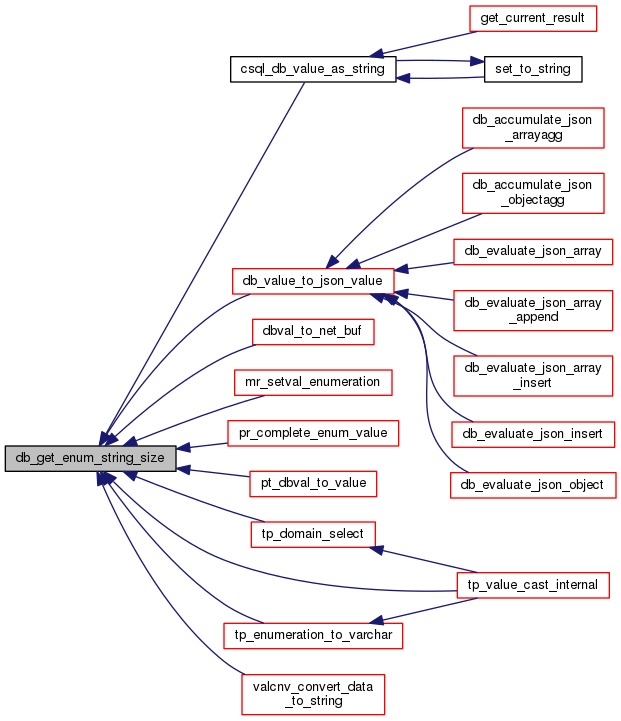 get_current_result
csql_db_value_as_string
set_to_string
db_accumulate_json
_arrayagg
db_accumulate_json
_objectagg
db_evaluate_json_array
db_value_to_json_value
db_evaluate_json_array
_append
dbval_to_net_buf
db_evaluate_json_array
_insert
mr_setval_enumeration
pr_complete_enum_value
db_evaluate_json_insert
db_get_enum_string_size
pt_dbval_to_value
db_evaluate_json_object
tp_domain_select
tp_value_cast_internal
tp_enumeration_to_varchar
valcnv_convert_data
_to_string